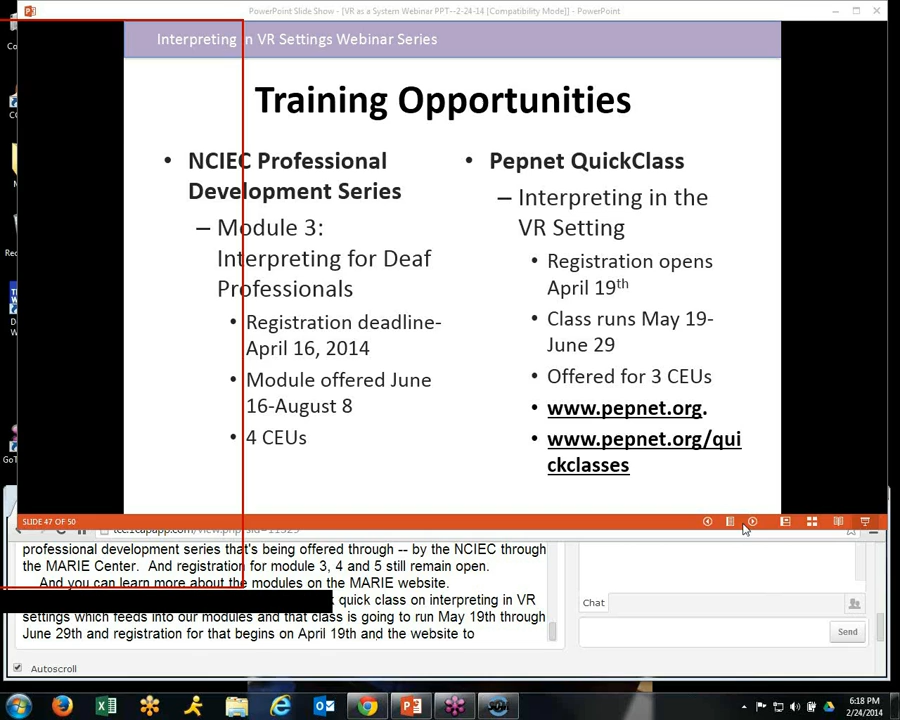 PowerPoint Slide Show - [VR as a System Webinar PPT--2-24-14 [Compatibility Mode]] - PowerPoint
Interpreting in VR Settings Webinar Series
Training Opportunities
• NCIEC Professional
Development Series
– Module 3:
Interpreting for Deaf
Professionals
• Registration deadline-
April 16, 2014
• Module offered June
16-August 8
• 4 CEUs
• Pepnet QuickClass
– Interpreting in the
VR Setting
• Registration opens
April 19th
• Class runs May 19-
June 29
• Offered for 3 CEUs
• www.pepnet.org.
• www.pepnet.org/qui
ckclasses
SLIDE 47 OF 50
professional development series that's being offered through -- by the NCIEC through
the MARIE Center. And registration for module 3, 4 and 5 still remain open.
And you can learn more about the modules on the MARIE website.
quick class on interpreting in VR
settings which feeds into our modules and that class is going to run May 19th through
June 29th and registration for that begins on April 19th and the website to
Autoscroll
Chat
Send
6:18 PM
2/24/2014